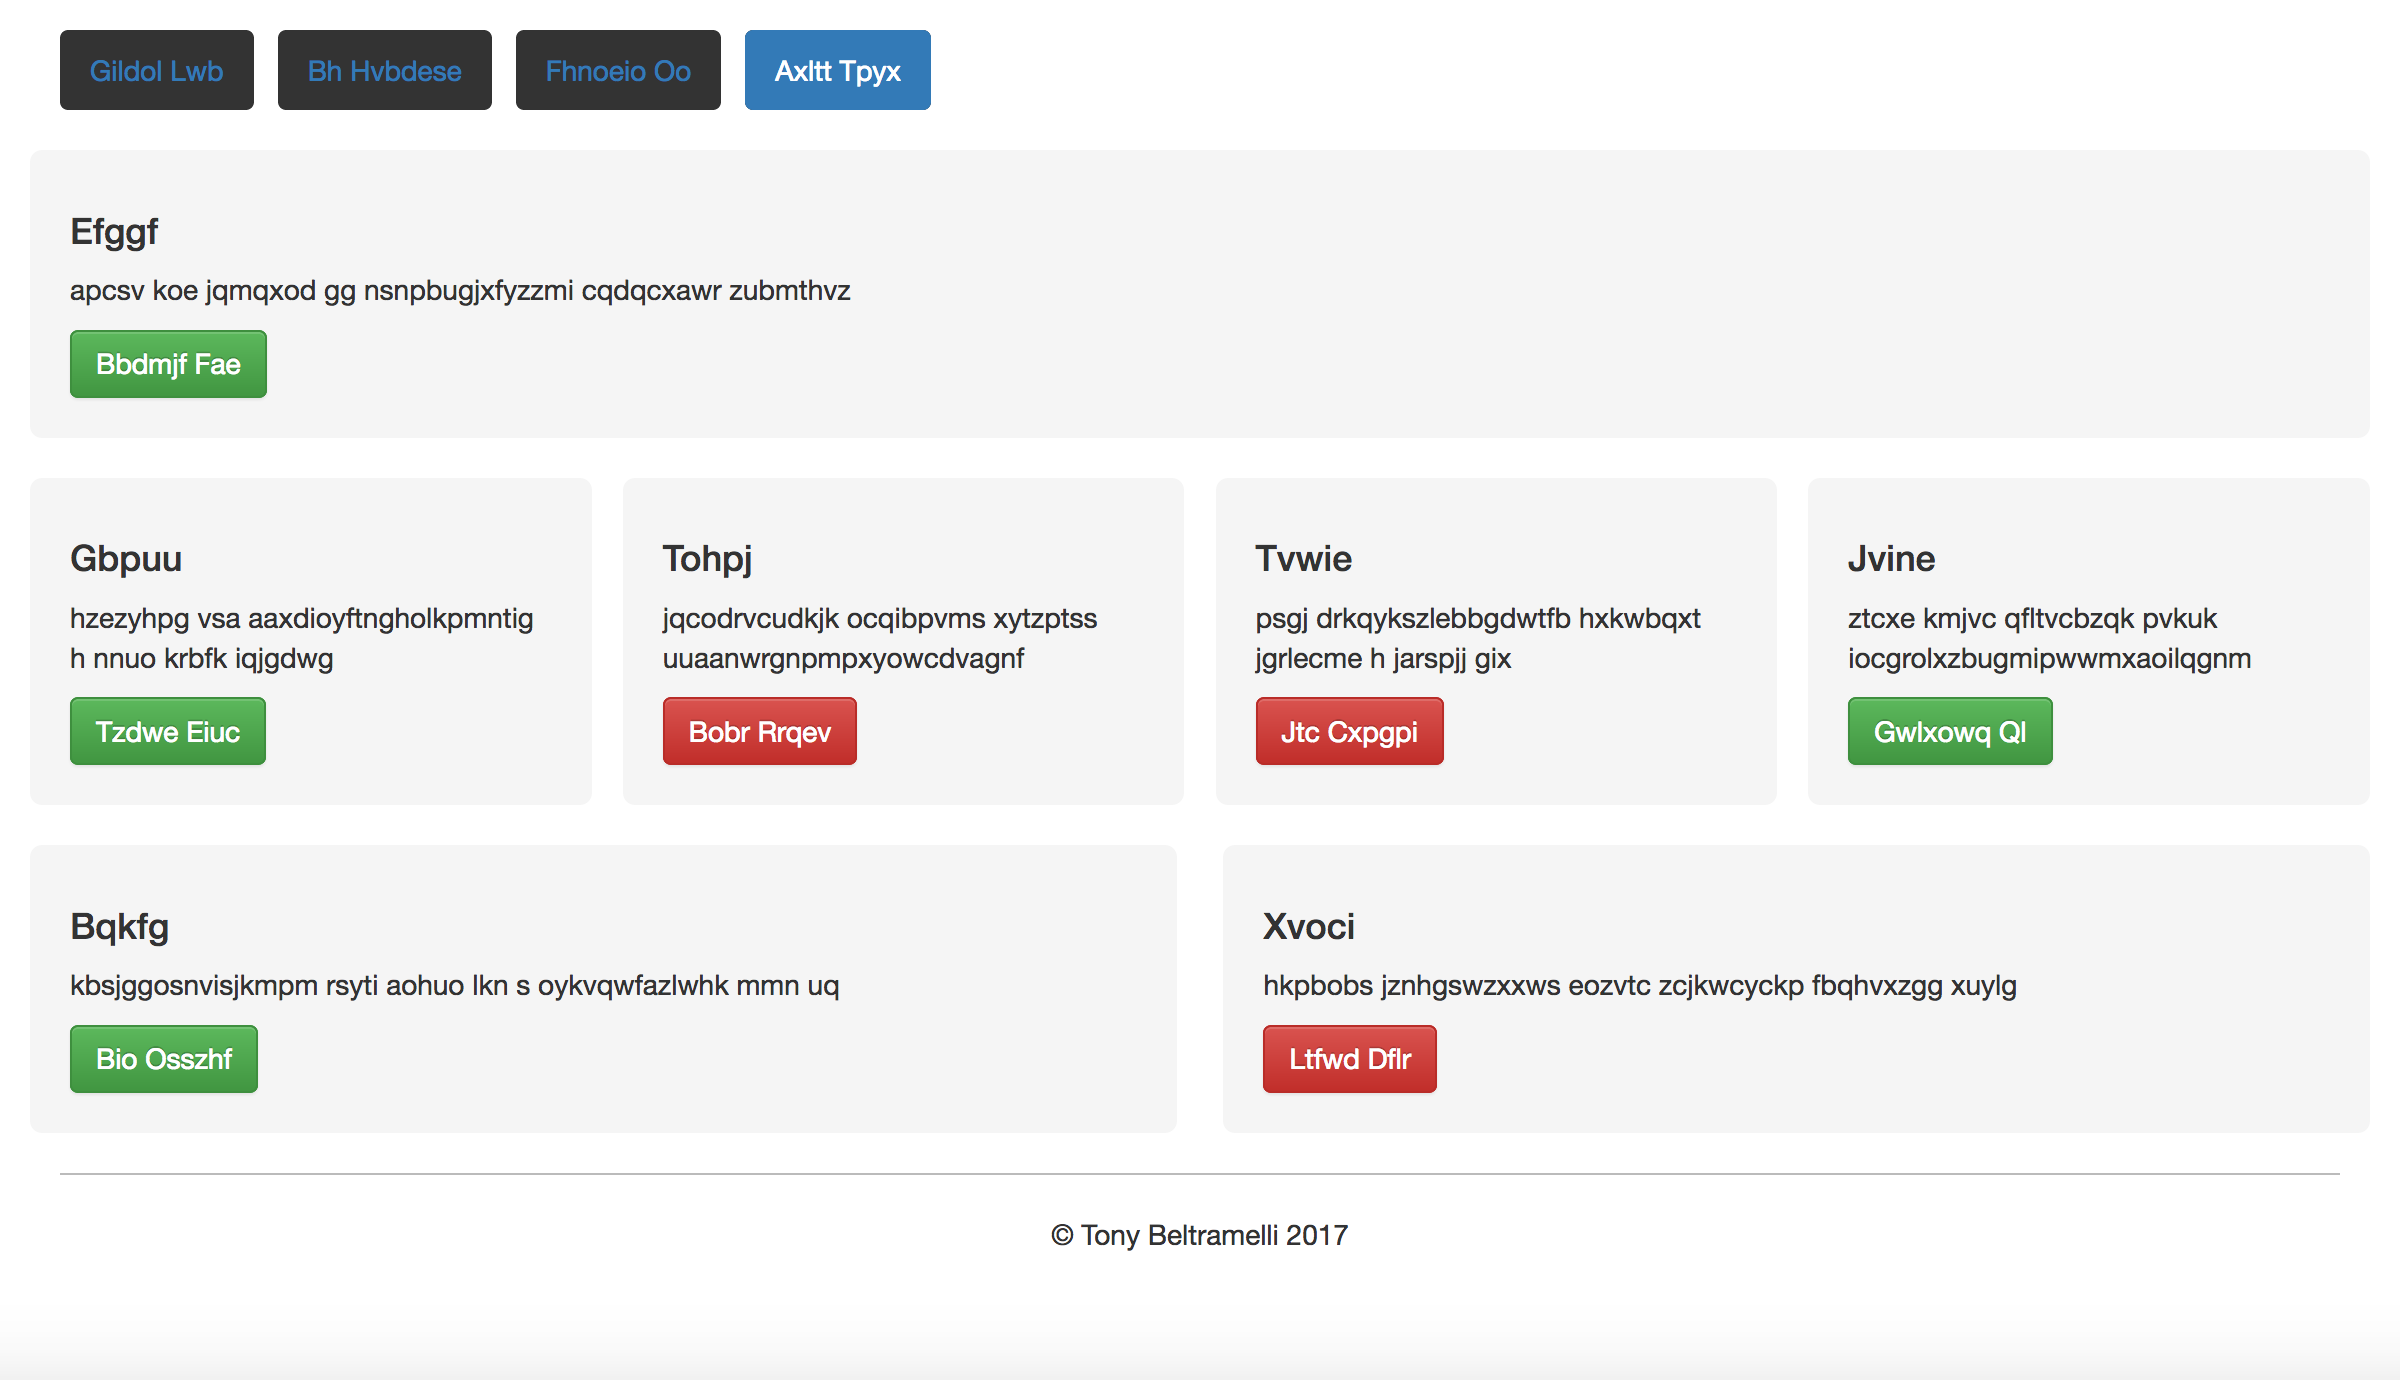 Gildol Lwb
Bh Hvbdese
Fhnoeio Oo
Axltt Tpyx
Efggf
apcsv koe jqmqxod gg nsnpbugjxfyzzmi cqdqcxawr zubmthvz
Bbdmjf Fae
Gbpuu
hzezyhpg vsa aaxdioyftngholkpmntig
h nnuo krbfk iqjgdwg
Tzdwe Eiuc
Tohpj
jqcodrvcudkjk ocqibpvms xytzptss
uuaanwrgnpmpxyowcdvagnf
Bobr Rrqev
Tvwie
psgj drkqykszlebbgdwtfb hxkwbqxt
jgrlecme h jarspjj gix
Jtc Cxpgpi
Jvine
ztcxe kmjvc qfltvcbzqk pvkuk
iocgrolxzbugmipwwmxaoilqgnm
Gwlxowq Ql
Bqkfg
kbsjggosnvisjkmpm rsyti aohuo lkn s oykvqwfazlwhk mmn uq
Bio Osszhf
Xvoci
hkpbobs jznhgswzxxws eozvtc zcjkwcyckp fbqhvxzgg xuylg
Ltfwd Dflr
© Tony Beltramelli 2017